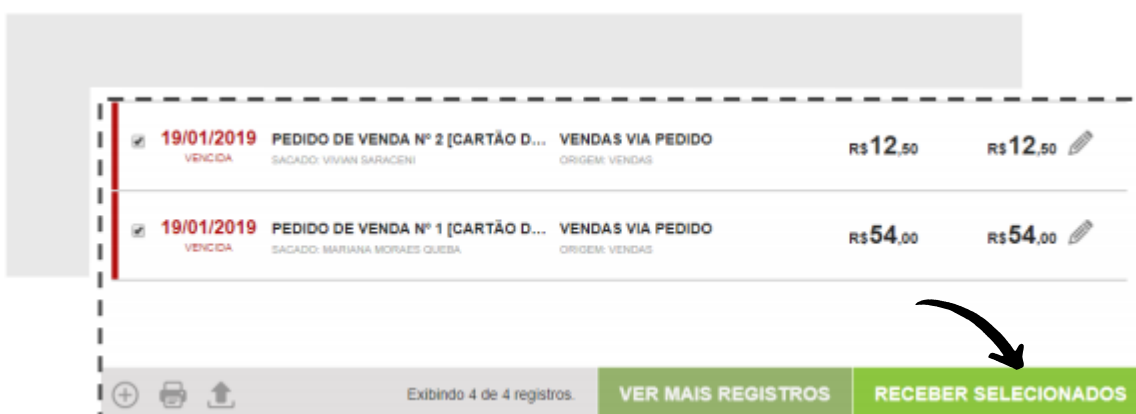 19/01/2019 PEDIDO DE VENDA Nº 2 [CARTÃO D... VENDAS VIA PEDIDO R$12,50 R$12,50
VENCIDA SACADO: VIVIAN SARACENI ORIGEM: VENDAS
19/01/2019 PEDIDO DE VENDA Nº 1 [CARTÃO D... VENDAS VIA PEDIDO R$54,00 R$54,00
VENCIDA SACADO: MARIANA MORAES QUEBA ORIGEM: VENDAS
Exibindo 4 de 4 registros. VER MAIS REGISTROS RECEBER SELECIONADOS